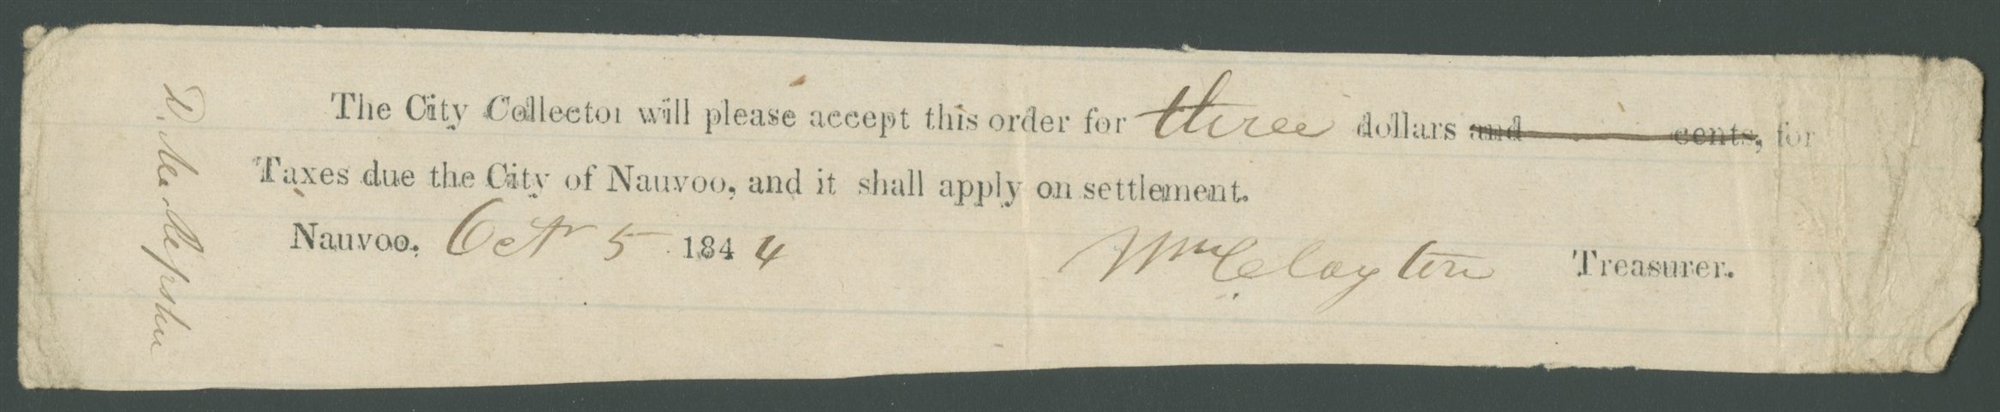 The City Collector will please accept this order for three dollars and cents, for
Taxes due the City of Nauvoo, and it shall apply on settlement.
Nauvoo, Oct 5 1844 Wm Clayton Treasurer.
D.